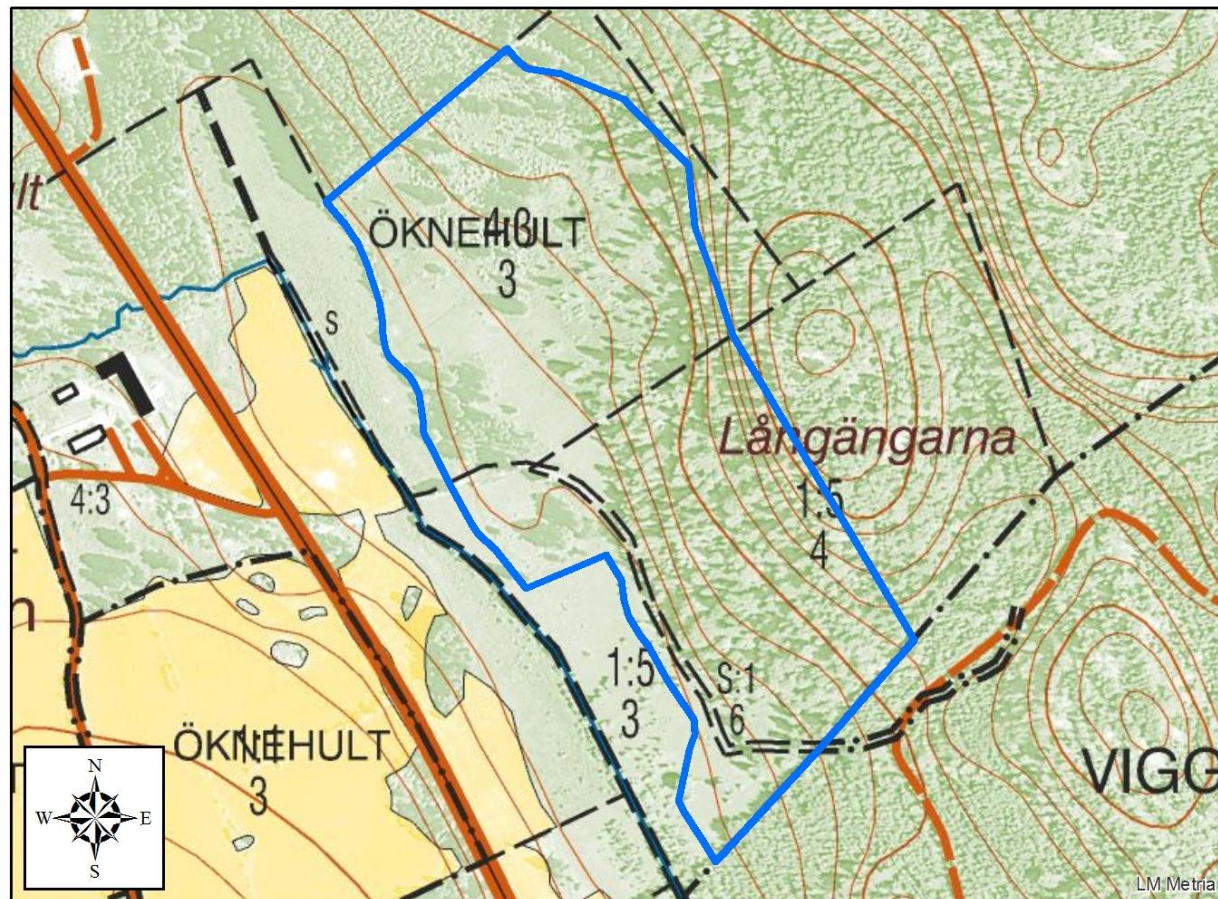 ÖKNEHULT
3
s
Långängarna
1:5
4
4:3
1:5
3
S:1
6
ÖKNEHULT
3
VIGG
N
W
E
S
LM Metria